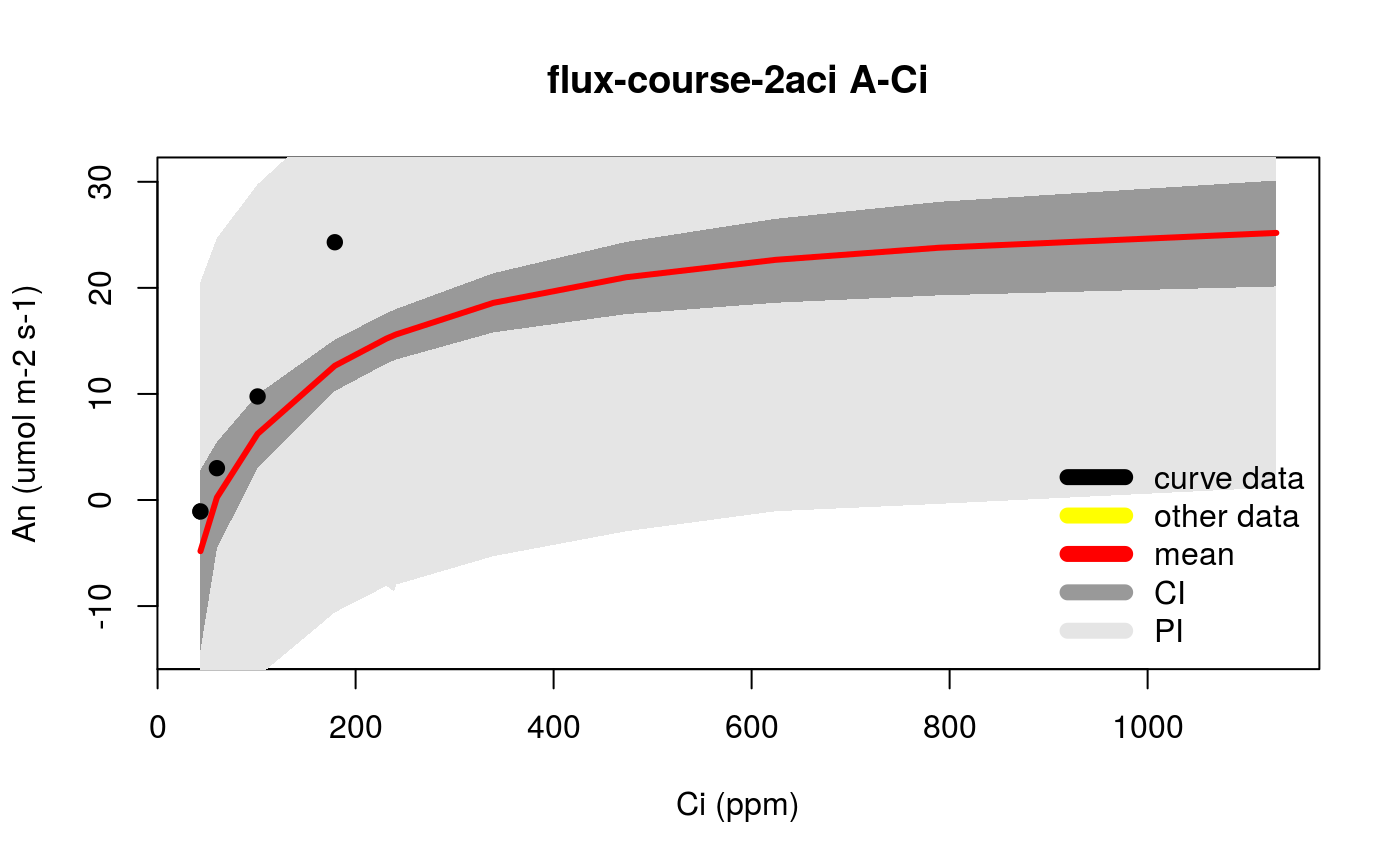 flux-course-2aci A-Ci
An (umol m-2 s-1)
30
20
10
0
-10
curve data
other data
mean
CI
PI
0 200 400 600 800 1000
Ci (ppm)